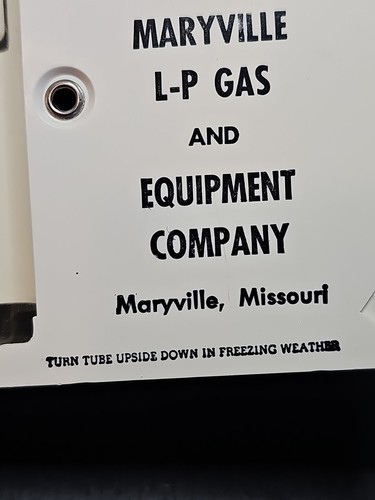 MARYVILLE
L-P GAS
AND
EQUIPMENT
COMPANY
Maryville, Missouri
TURN TUBE UPSIDE DOWN IN FREEZING WEATHER